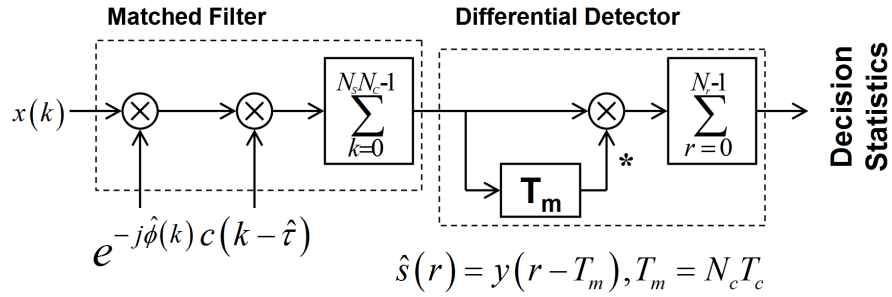 Matched Filter
Differential Detector
x(k)
N_sN_c-1
∑
k=0
T_m
*
N_r-1
∑
r = 0
Decision
Statistics
e^{-jφ̂(k)} c(k-τ̂)
ŝ(r) = y(r-T_m), T_m = N_cT_c